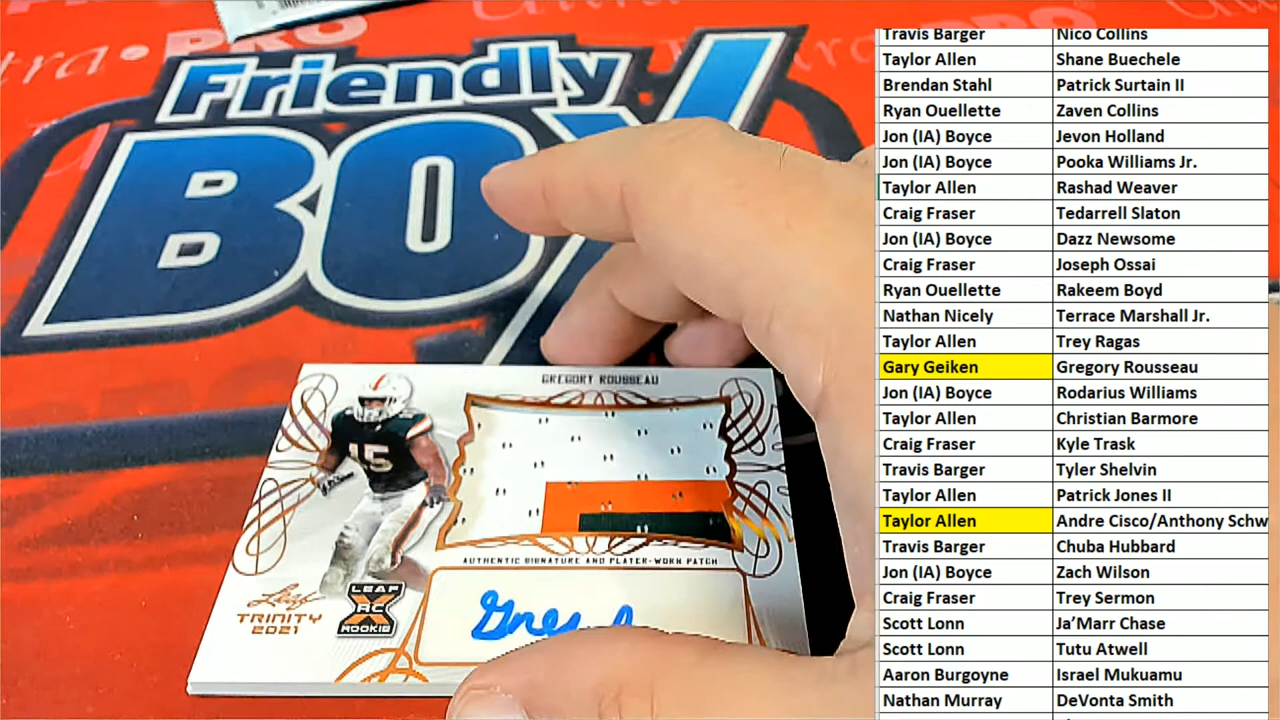 ultra • PRO
Friendly
BOX
GREGORY ROUSSEAU
15
AUTHENTIC SIGNATURE AND PLAYER-WORN PATCH
Leaf
TRINITY
2021
LEAF
X
RC
ROOKIE
Travis Barger Nico Collins
Taylor Allen Shane Buechele
Brendan Stahl Patrick Surtain II
Ryan Ouellette Zaven Collins
Jon (IA) Boyce Jevon Holland
Jon (IA) Boyce Pooka Williams Jr.
Taylor Allen Rashad Weaver
Craig Fraser Tedarrell Slaton
Jon (IA) Boyce Dazz Newsome
Craig Fraser Joseph Ossai
Ryan Ouellette Rakeem Boyd
Nathan Nicely Terrace Marshall Jr.
Taylor Allen Trey Ragas
Gary Geiken Gregory Rousseau
Jon (IA) Boyce Rodarius Williams
Taylor Allen Christian Barmore
Craig Fraser Kyle Trask
Travis Barger Tyler Shelvin
Taylor Allen Patrick Jones II
Taylor Allen Andre Cisco/Anthony Schw
Travis Barger Chuba Hubbard
Jon (IA) Boyce Zach Wilson
Craig Fraser Trey Sermon
Scott Lonn Ja’Marr Chase
Scott Lonn Tutu Atwell
Aaron Burgoyne Israel Mukuamu
Nathan Murray DeVonta Smith